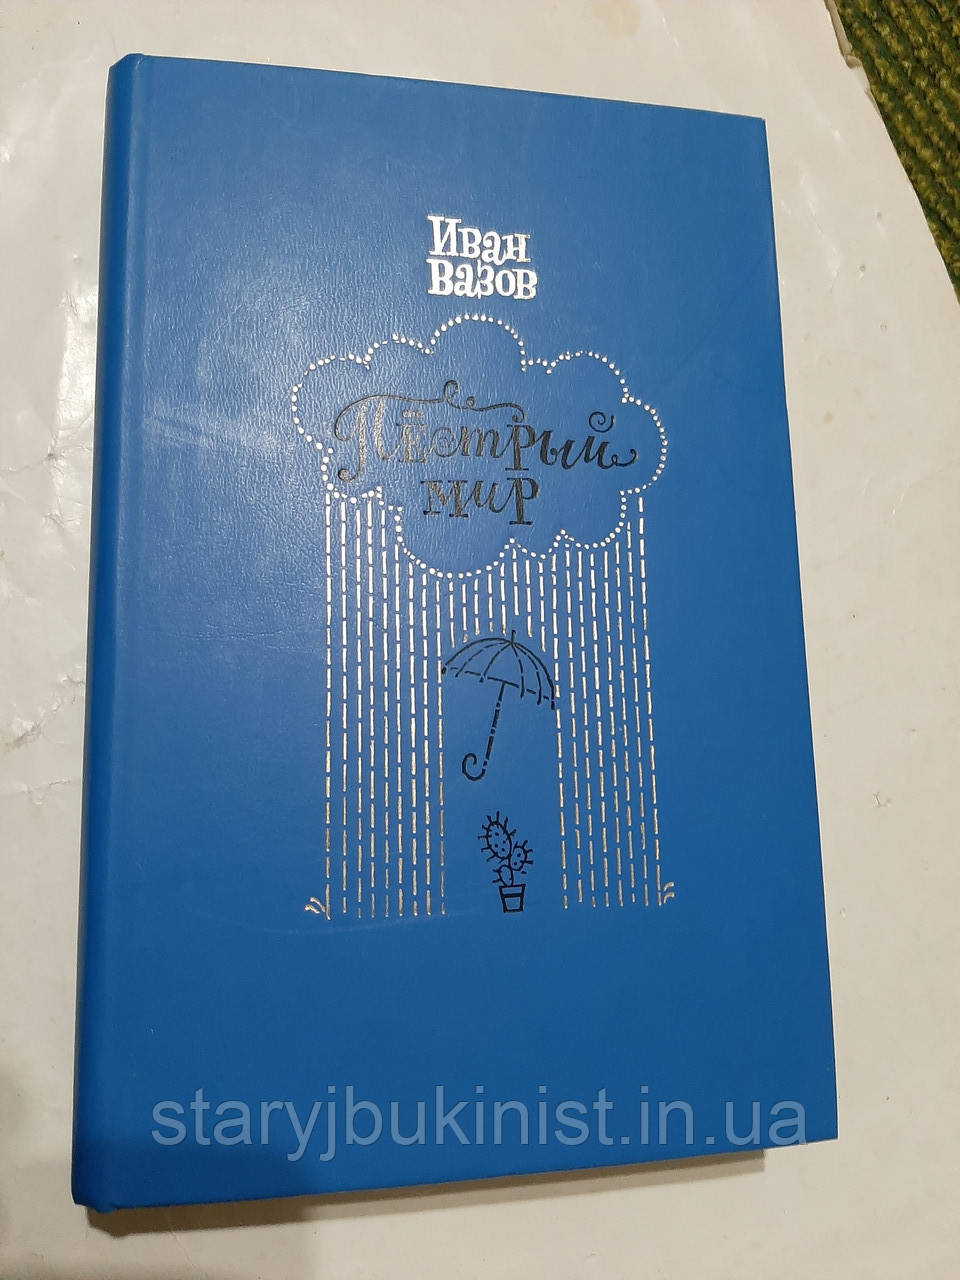 Иван
Вазов
Пёстрый
мир
staryjbukinist.in.ua